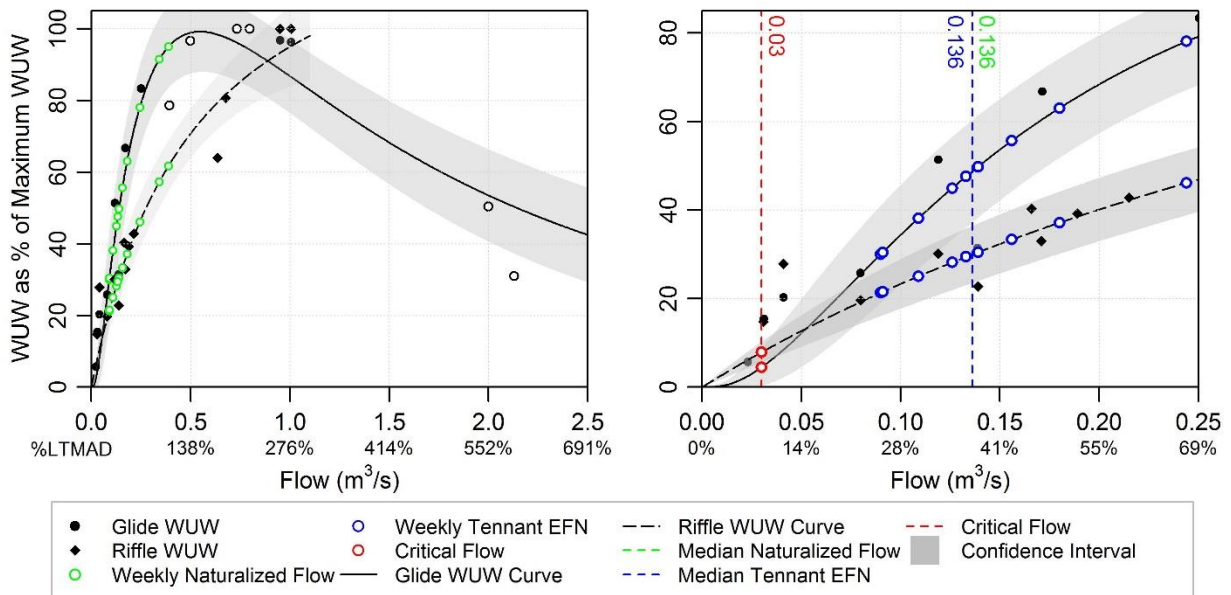 WUW as % of Maximum WUW
100
80
60
40
20
0
0.0 0.5 1.0 1.5 2.0 2.5
%LTMAD 138% 276% 414% 552% 691%
Flow (m³/s)
80
60
40
20
0
0.03
0.136
0.136
0.00 0.05 0.10 0.15 0.20 0.25
0% 14% 28% 41% 55% 69%
Flow (m³/s)
Glide WUW
Riffle WUW
Weekly Naturalized Flow
Weekly Tennant EFN
Critical Flow
Glide WUW Curve
Riffle WUW Curve
Median Naturalized Flow
Median Tennant EFN
Critical Flow
Confidence Interval